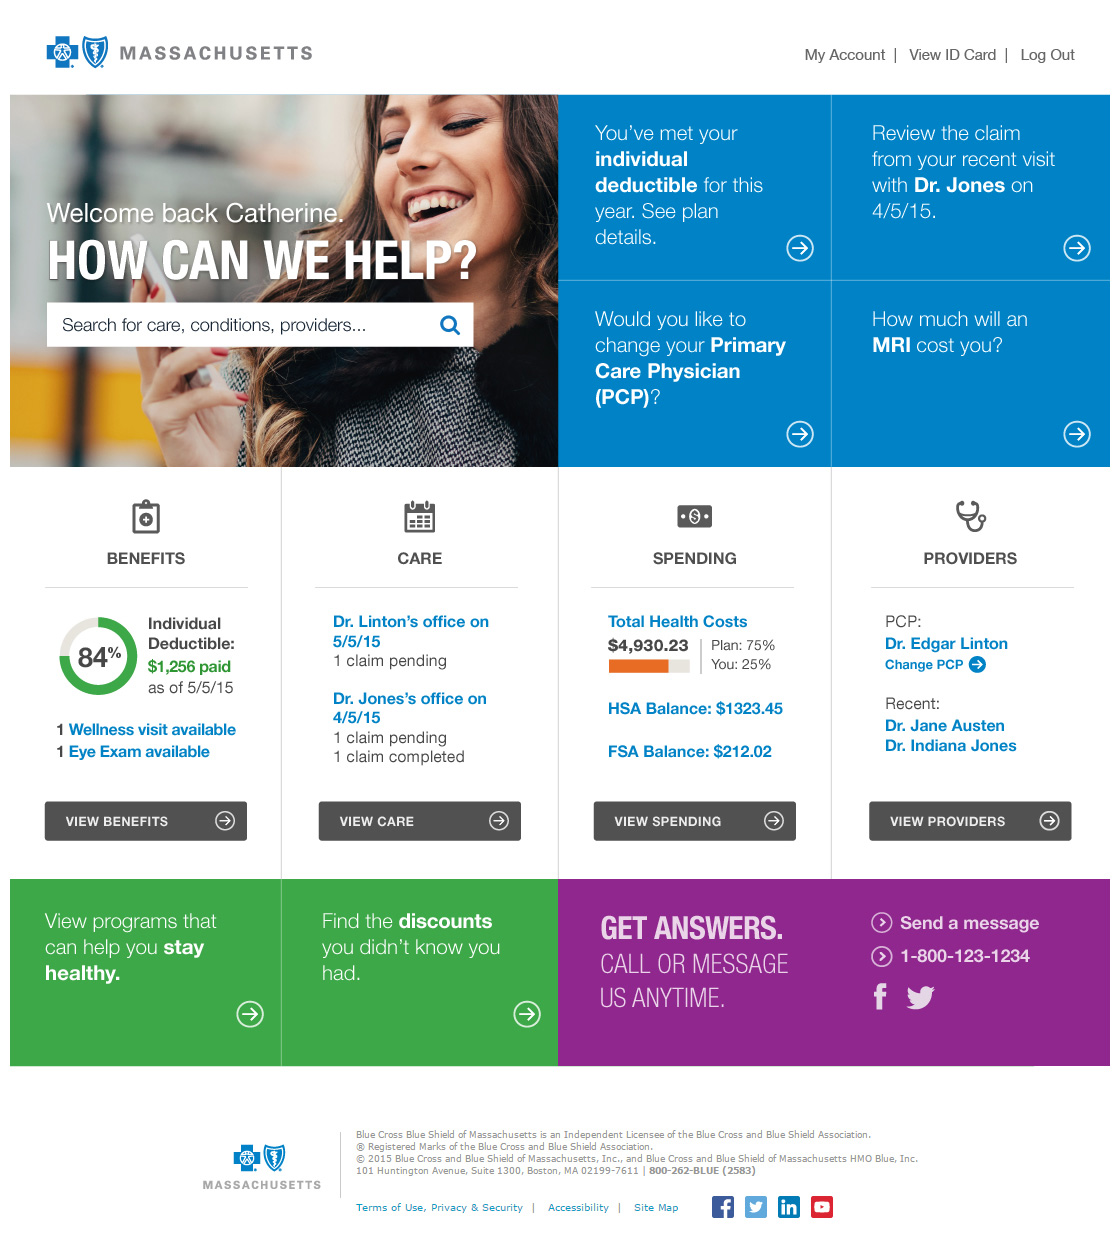 MASSACHUSETTS
My Account | View ID Card | Log Out
Welcome back Catherine.
HOW CAN WE HELP?
Search for care, conditions, providers...
You've met your
individual
deductible for this
year. See plan
details.
Review the claim
from your recent visit
with Dr. Jones on
4/5/15.
Would you like to
change your Primary
Care Physician
(PCP)?
How much will an
MRI cost you?
BENEFITS
Individual
Deductible:
84%
$1,256 paid
as of 5/5/15
1 Wellness visit available
1 Eye Exam available
VIEW BENEFITS
CARE
Dr. Linton's office on
5/5/15
1 claim pending
Dr. Jones's office on
4/5/15
1 claim pending
1 claim completed
VIEW CARE
SPENDING
Total Health Costs
$4,930.23
Plan: 75%
You: 25%
HSA Balance: $1323.45
FSA Balance: $212.02
VIEW SPENDING
PROVIDERS
PCP:
Dr. Edgar Linton
Change PCP
Recent:
Dr. Jane Austen
Dr. Indiana Jones
VIEW PROVIDERS
View programs that
can help you stay
healthy.
Find the discounts
you didn't know you
had.
GET ANSWERS.
CALL OR MESSAGE
US ANYTIME.
Send a message
1-800-123-1234
MASSACHUSETTS
Blue Cross Blue Shield of Massachusetts is an Independent Licensee of the Blue Cross and Blue Shield Association.
® Registered Marks of the Blue Cross and Blue Shield Association.
© 2015 Blue Cross and Blue Shield of Massachusetts, Inc., and Blue Cross and Blue Shield of Massachusetts HMO Blue, Inc.
101 Huntington Avenue, Suite 1300, Boston, MA 02199-7611 | 800-262-BLUE (2583)
Terms of Use, Privacy & Security | Accessibility | Site Map